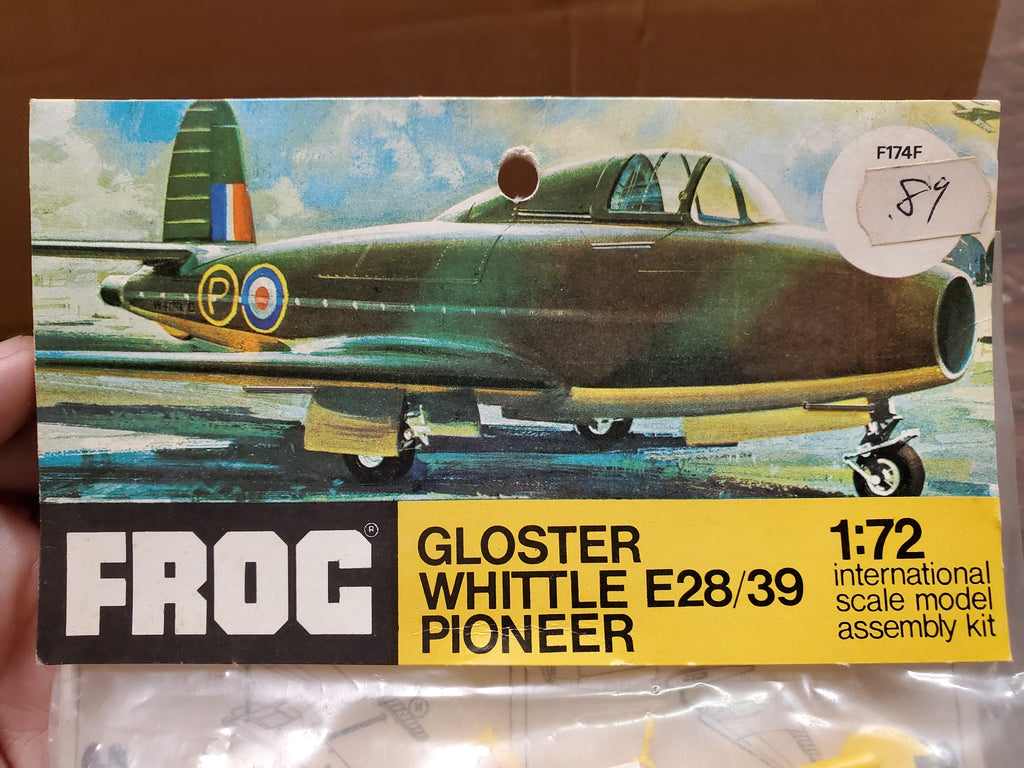 F174F
.89
P
FROG®
GLOSTER
WHITTLE E28/39
PIONEER
1:72
international
scale model
assembly kit